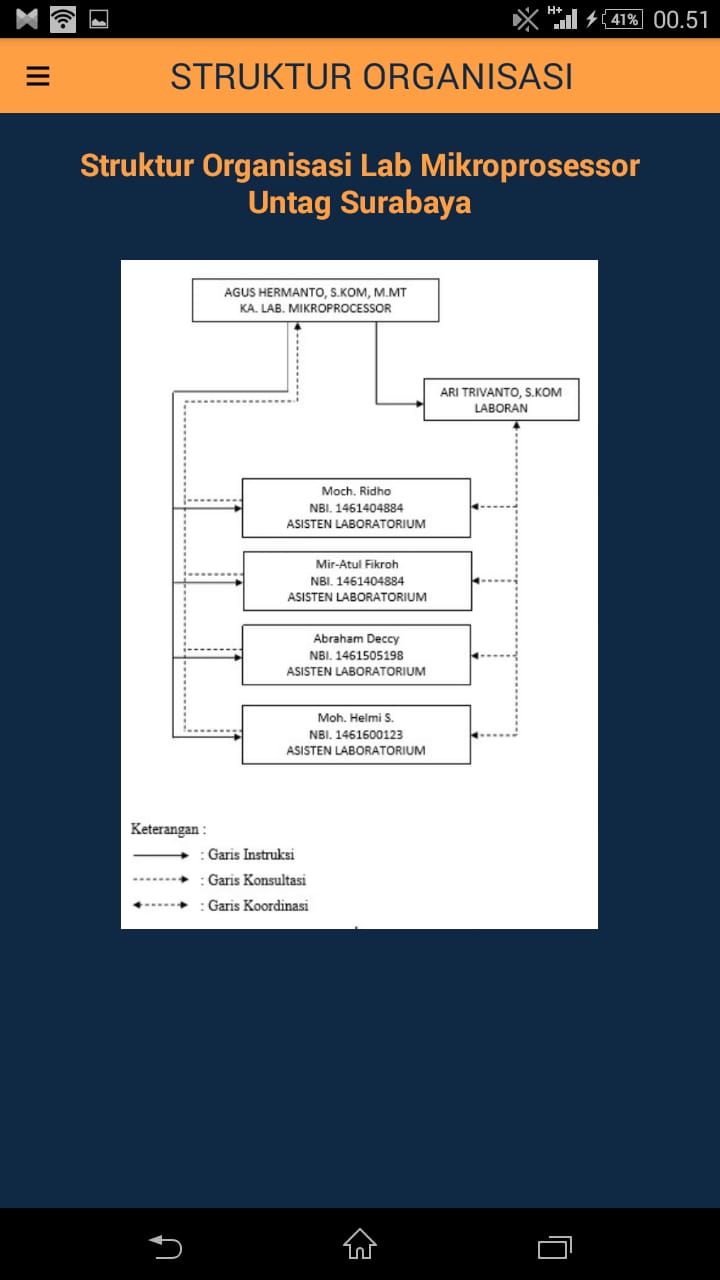 H+ 41% 00.51
STRUKTUR ORGANISASI
Struktur Organisasi Lab Mikroprosessor
Untag Surabaya
AGUS HERMANTO, S.KOM, M.MT
KA. LAB. MIKROPROCESSOR
ARI TRIVANTO, S.KOM
LABORAN
Moch. Ridho
NBI. 1461404884
ASISTEN LABORATORIUM
Mir-Atul Fikroh
NBI. 1461404884
ASISTEN LABORATORIUM
Abraham Deccy
NBI. 1461505198
ASISTEN LABORATORIUM
Moh. Helmi S.
NBI. 1461600123
ASISTEN LABORATORIUM
Keterangan :
: Garis Instruksi
: Garis Konsultasi
: Garis Koordinasi